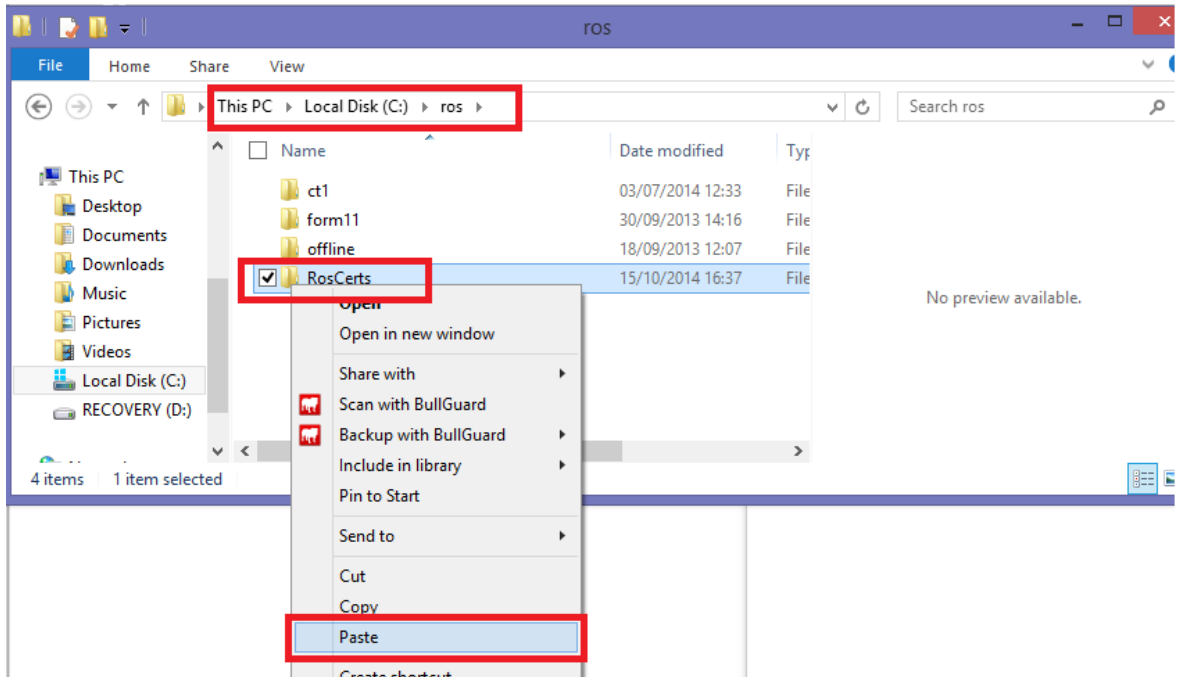 ros
File Home Share View
This PC Local Disk (C:) ros
Search ros
Name Date modified Typ
This PC
Desktop
Documents
Downloads
Music
Pictures
Videos
Local Disk (C:)
RECOVERY (D:)
ct1 03/07/2014 12:33 File
form11 30/09/2013 14:16 File
offline 18/09/2013 12:07 File
RosCerts 15/10/2014 16:37 File
No preview available.
Open
Open in new window
Share with
Scan with BullGuard
Backup with BullGuard
Include in library
Pin to Start
Send to
Cut
Copy
Paste
Create shortcut
4 items 1 item selected